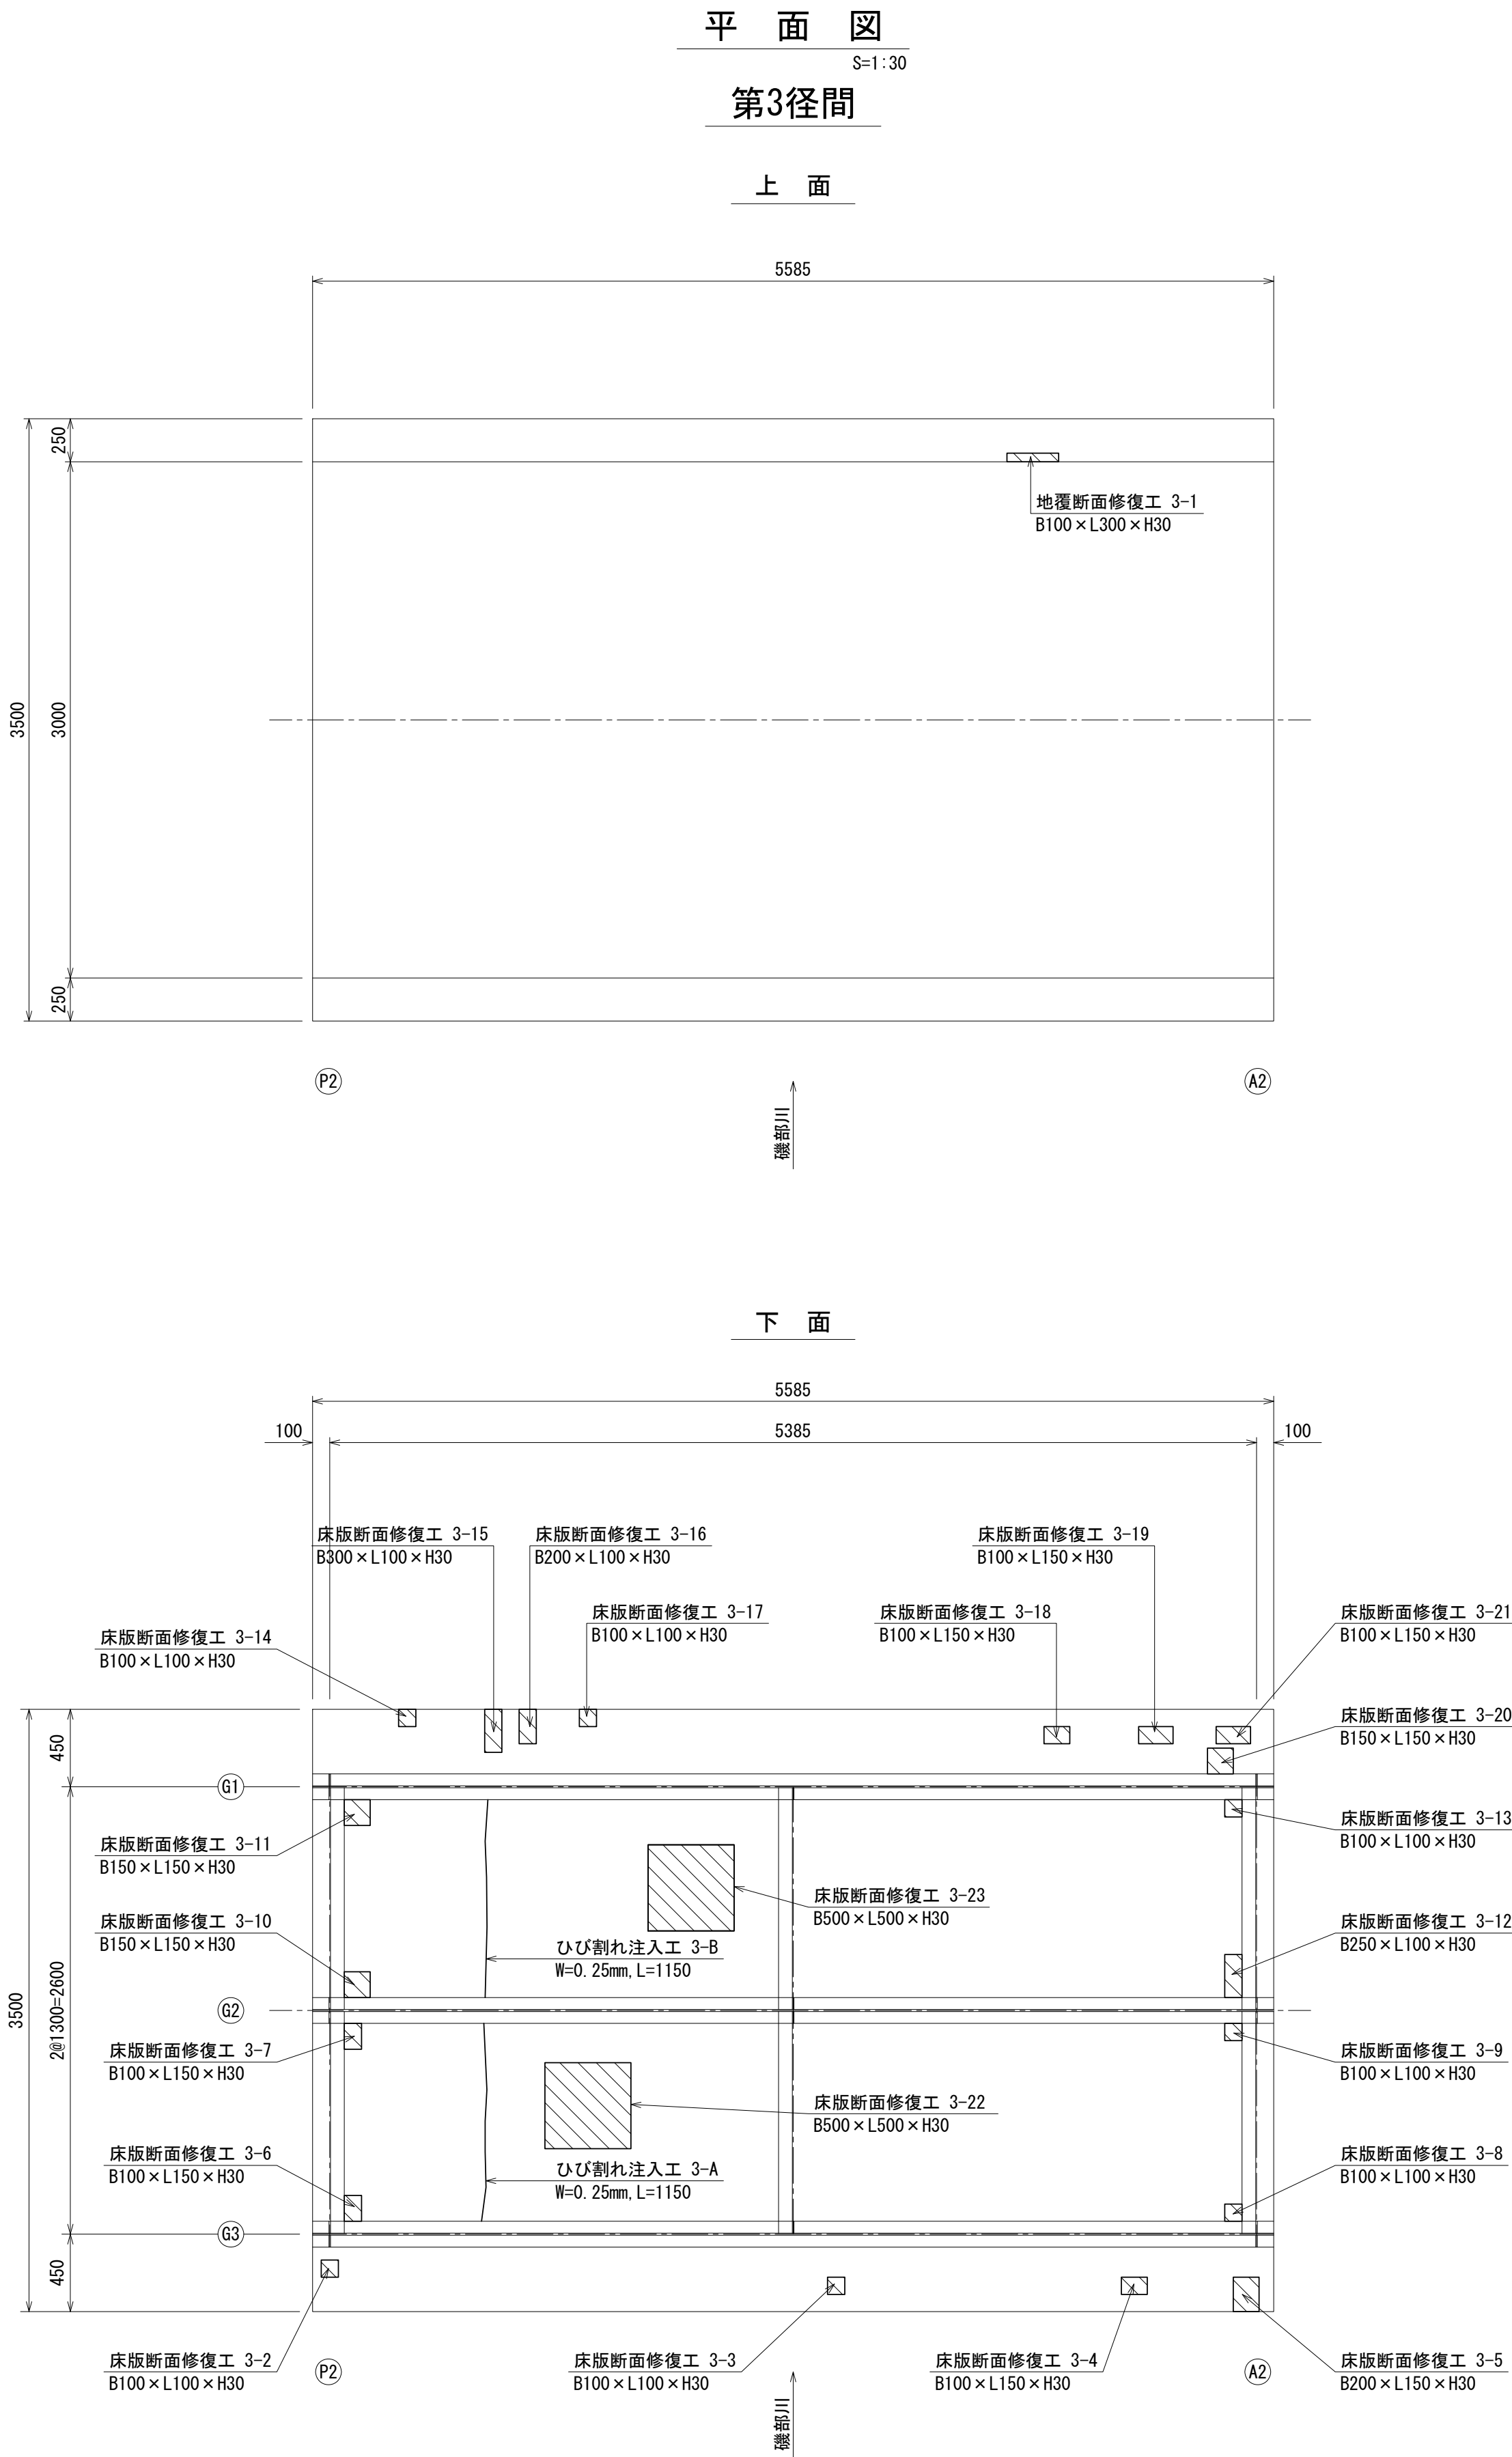 平 面 図
S=1:30
第3径間
上 面
5585
250
3000
250
3500
地覆断面修復工 3-1
B100×L300×H30
P2
A2
磯部川
下 面
5585
100
5385
100
床版断面修復工 3-15
B300×L100×H30
床版断面修復工 3-16
B200×L100×H30
床版断面修復工 3-19
B100×L150×H30
床版断面修復工 3-14
B100×L100×H30
床版断面修復工 3-17
B100×L100×H30
床版断面修復工 3-18
B100×L150×H30
床版断面修復工 3-21
B100×L150×H30
床版断面修復工 3-20
B150×L150×H30
450
G1
床版断面修復工 3-11
B150×L150×H30
床版断面修復工 3-13
B100×L100×H30
床版断面修復工 3-23
B500×L500×H30
床版断面修復工 3-10
B150×L150×H30
ひび割れ注入工 3-B
W=0.25mm,L=1150
床版断面修復工 3-12
B250×L100×H30
3500
2@1300=2600
G2
床版断面修復工 3-7
B100×L150×H30
床版断面修復工 3-9
B100×L100×H30
床版断面修復工 3-22
B500×L500×H30
床版断面修復工 3-6
B100×L150×H30
ひび割れ注入工 3-A
W=0.25mm,L=1150
床版断面修復工 3-8
B100×L100×H30
G3
450
床版断面修復工 3-2
B100×L100×H30
P2
床版断面修復工 3-3
B100×L100×H30
床版断面修復工 3-4
B100×L150×H30
A2
床版断面修復工 3-5
B200×L150×H30
磯部川